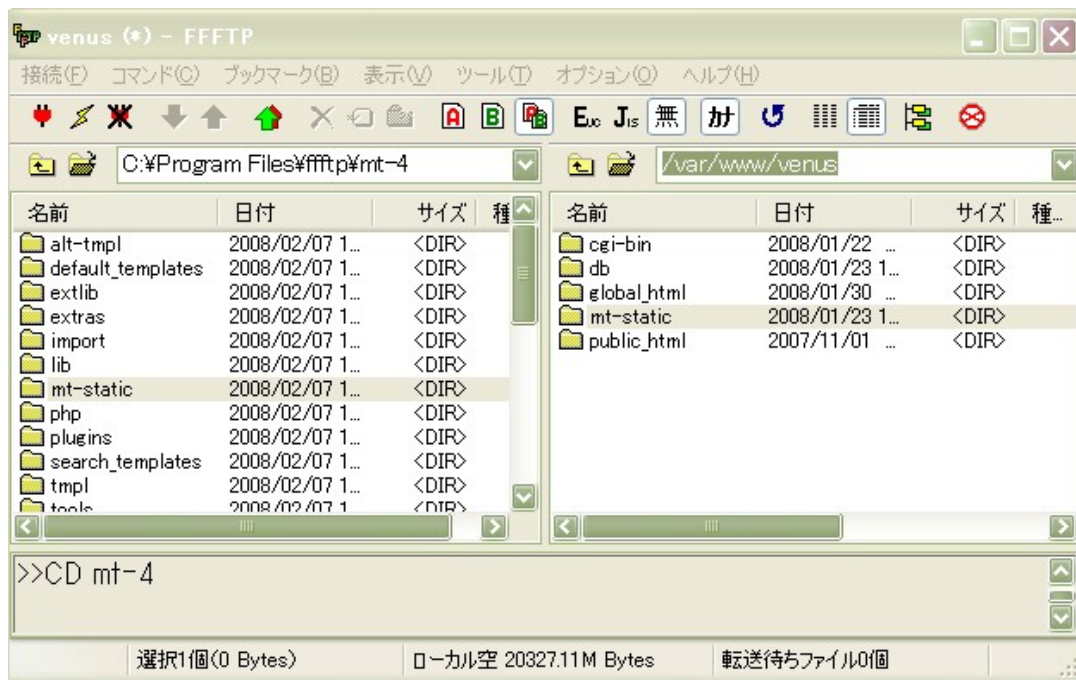 venus (*) - FFFTP
接続(F) コマンド(C) ブックマーク(B) 表示(V) ツール(T) オプション(O) ヘルプ(H)
A B Euc Jis 無 カナ
C:¥Program Files¥ffftp¥mt-4 /var/www/venus
名前 日付 サイズ 種 名前 日付 サイズ 種...
alt-tmpl 2008/02/07 1... <DIR> cgi-bin 2008/01/22 ... <DIR>
default_templates 2008/02/07 1... <DIR> db 2008/01/23 1... <DIR>
extlib 2008/02/07 1... <DIR> global_html 2008/01/30 ... <DIR>
extras 2008/02/07 1... <DIR> mt-static 2008/01/23 1... <DIR>
import 2008/02/07 1... <DIR> public_html 2007/11/01 ... <DIR>
lib 2008/02/07 1... <DIR>
mt-static 2008/02/07 1... <DIR>
php 2008/02/07 1... <DIR>
plugins 2008/02/07 1... <DIR>
search_templates 2008/02/07 1... <DIR>
tmpl 2008/02/07 1... <DIR>
tools 2008/02/07 1... <DIR>
>>CD mt-4
選択1個(0 Bytes) ローカル空 20327.11M Bytes 転送待ちファイル0個